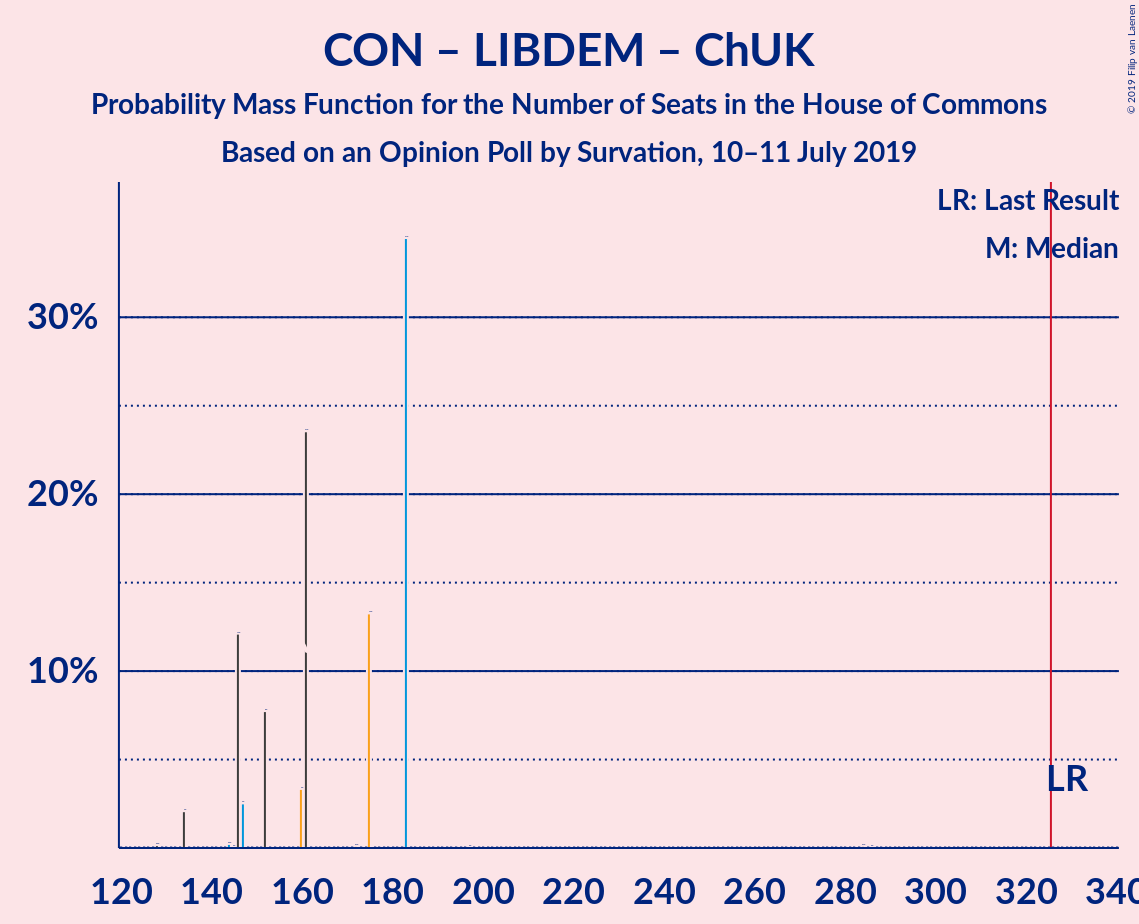 CON – LIBDEM – ChUK
Probability Mass Function for the Number of Seats in the House of Commons
Based on an Opinion Poll by Survation, 10–11 July 2019
© 2019 Filip van Laenen
LR: Last Result
M: Median
30%
20%
10%
LR
120 140 160 180 200 220 240 260 280 300 320 340